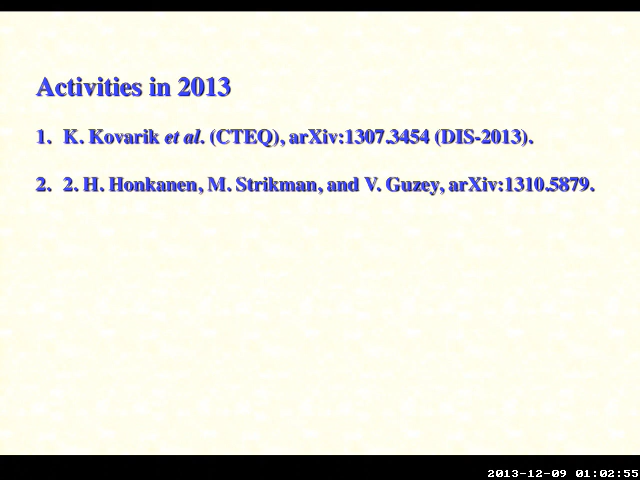 Activities in 2013
1. K. Kovarik et al. (CTEQ), arXiv:1307.3454 (DIS-2013).
2. 2. H. Honkanen, M. Strikman, and V. Guzey, arXiv:1310.5879.
2013-12-09 01:02:55